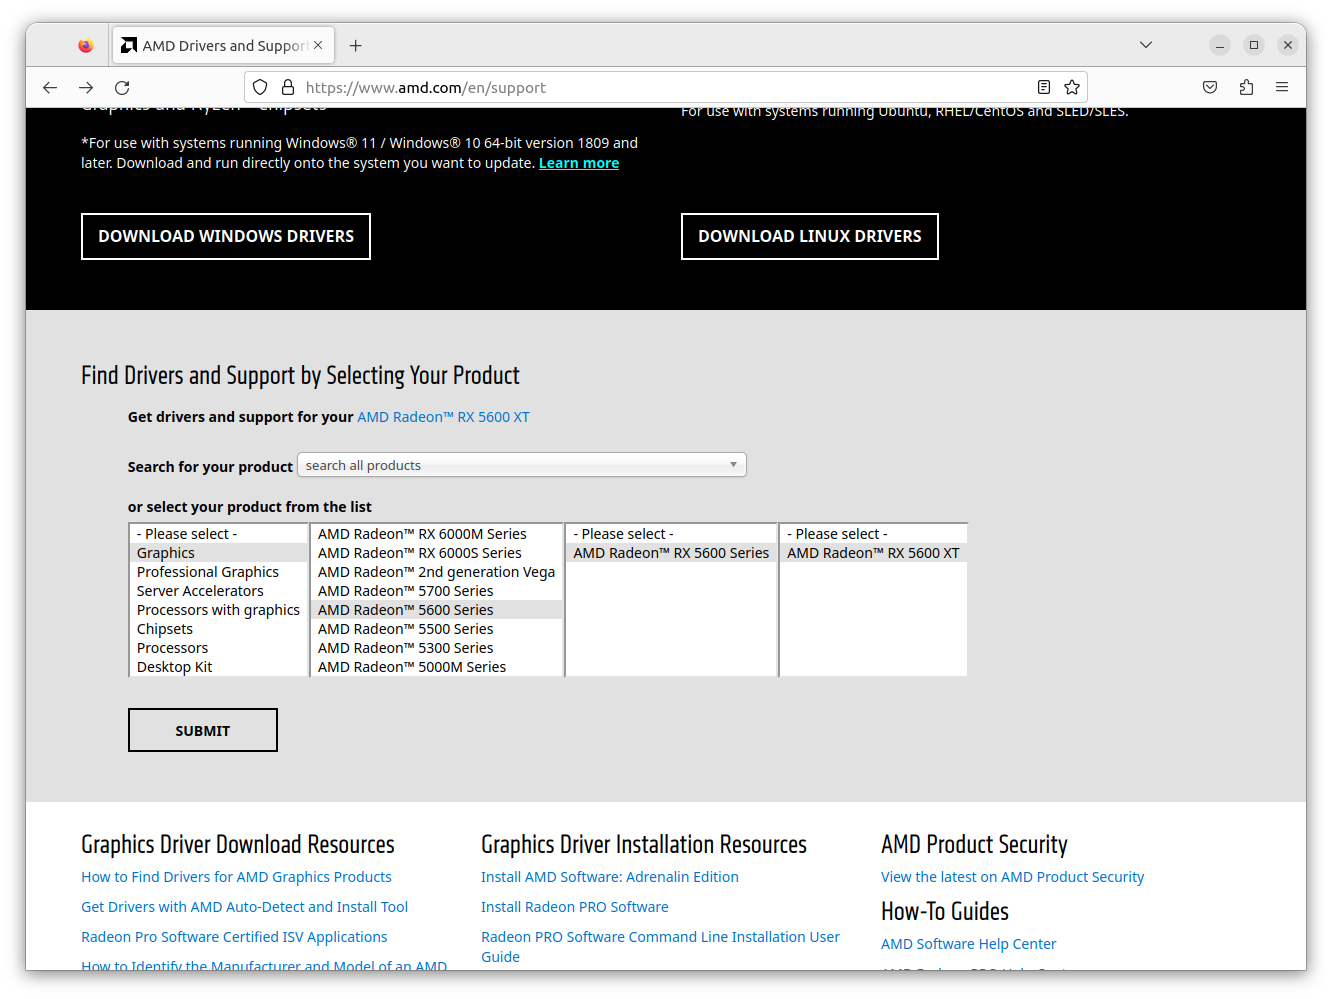 AMD Drivers and Support
https://www.amd.com/en/support
Graphics and Ryzen™ Chipsets
For use with systems running Ubuntu, RHEL/CentOS and SLED/SLES.
*For use with systems running Windows® 11 / Windows® 10 64-bit version 1809 and
later. Download and run directly onto the system you want to update. Learn more
DOWNLOAD WINDOWS DRIVERS
DOWNLOAD LINUX DRIVERS
Find Drivers and Support by Selecting Your Product
Get drivers and support for your AMD Radeon™ RX 5600 XT
Search for your product search all products
or select your product from the list
- Please select -
Graphics
Professional Graphics
Server Accelerators
Processors with graphics
Chipsets
Processors
Desktop Kit
AMD Radeon™ RX 6000M Series
AMD Radeon™ RX 6000S Series
AMD Radeon™ 2nd generation Vega
AMD Radeon™ 5700 Series
AMD Radeon™ 5600 Series
AMD Radeon™ 5500 Series
AMD Radeon™ 5300 Series
AMD Radeon™ 5000M Series
- Please select -
AMD Radeon™ RX 5600 Series
- Please select -
AMD Radeon™ RX 5600 XT
SUBMIT
Graphics Driver Download Resources
How to Find Drivers for AMD Graphics Products
Get Drivers with AMD Auto-Detect and Install Tool
Radeon Pro Software Certified ISV Applications
How to Identify the Manufacturer and Model of an AMD
Graphics Driver Installation Resources
Install AMD Software: Adrenalin Edition
Install Radeon PRO Software
Radeon PRO Software Command Line Installation User
Guide
AMD Product Security
View the latest on AMD Product Security
How-To Guides
AMD Software Help Center